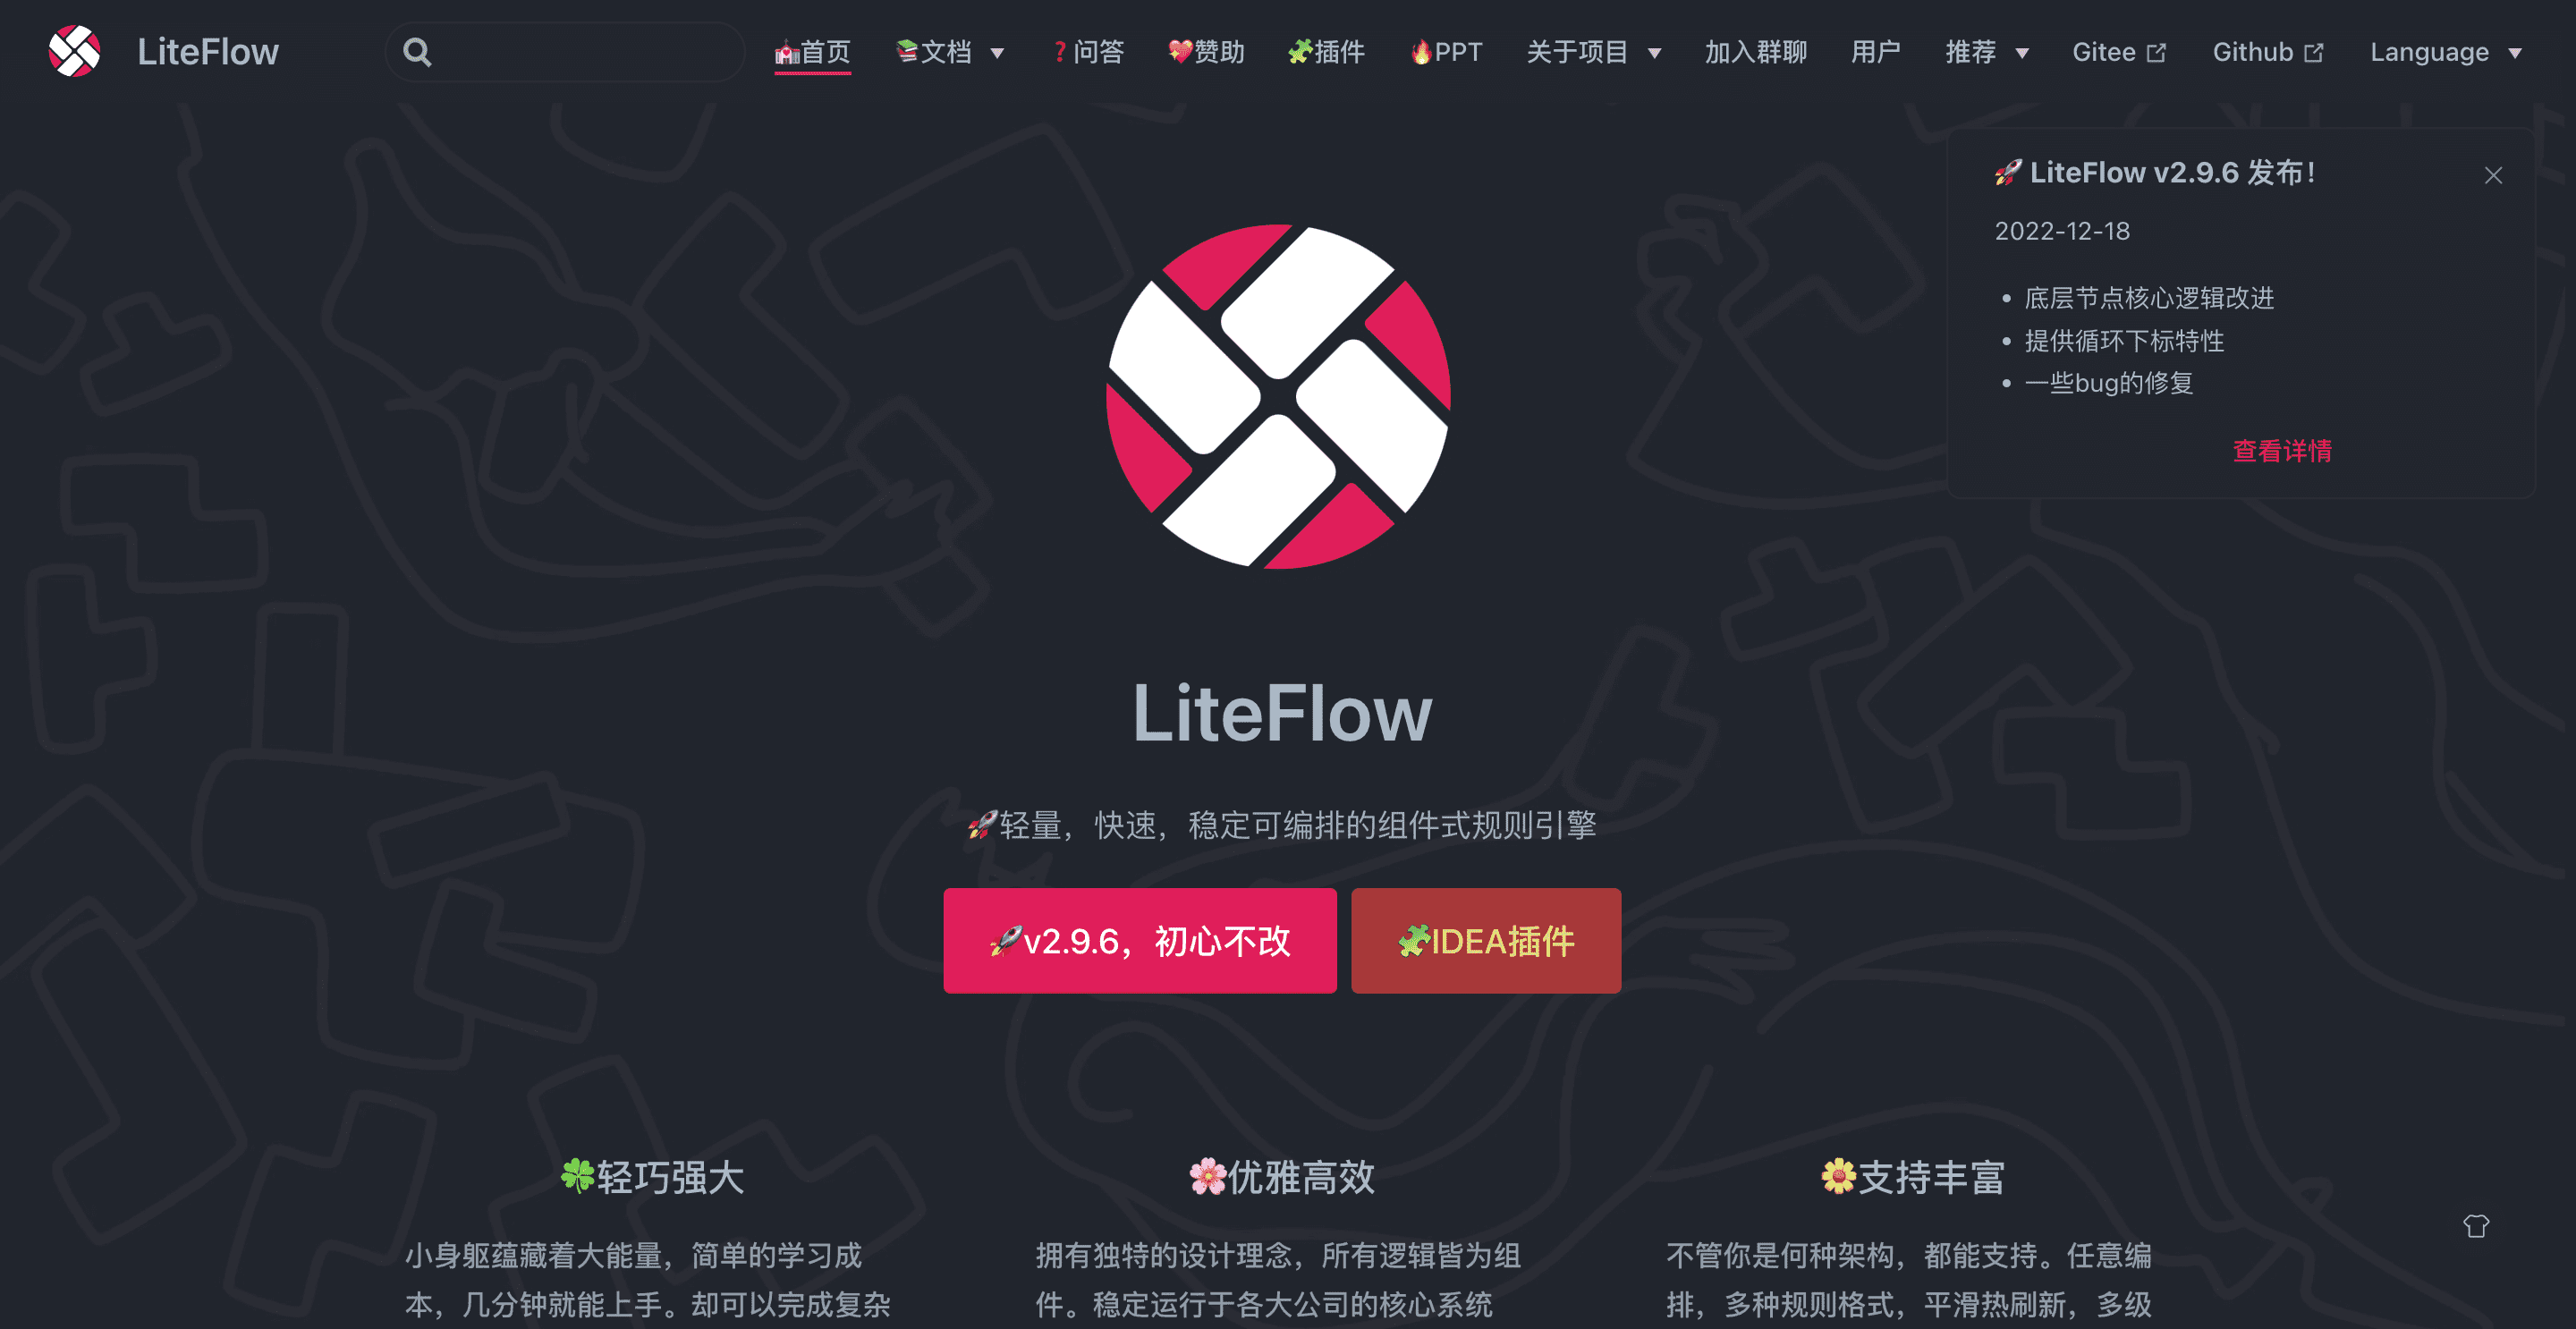 LiteFlow
首页
文档
问答
赞助
插件
PPT
关于项目
加入群聊
用户
推荐
Gitee
Github
Language
LiteFlow v2.9.6 发布！
2022-12-18
底层节点核心逻辑改进
提供循环下标特性
一些bug的修复
查看详情
LiteFlow
🚀轻量，快速，稳定可编排的组件式规则引擎
🚀v2.9.6，初心不改
🧩IDEA插件
🍀轻巧强大
小身躯蕴藏着大能量，简单的学习成
本，几分钟就能上手。却可以完成复杂
🌸优雅高效
拥有独特的设计理念，所有逻辑皆为组
件。稳定运行于各大公司的核心系统
🌼支持丰富
不管你是何种架构，都能支持。任意编
排，多种规则格式，平滑热刷新，多级